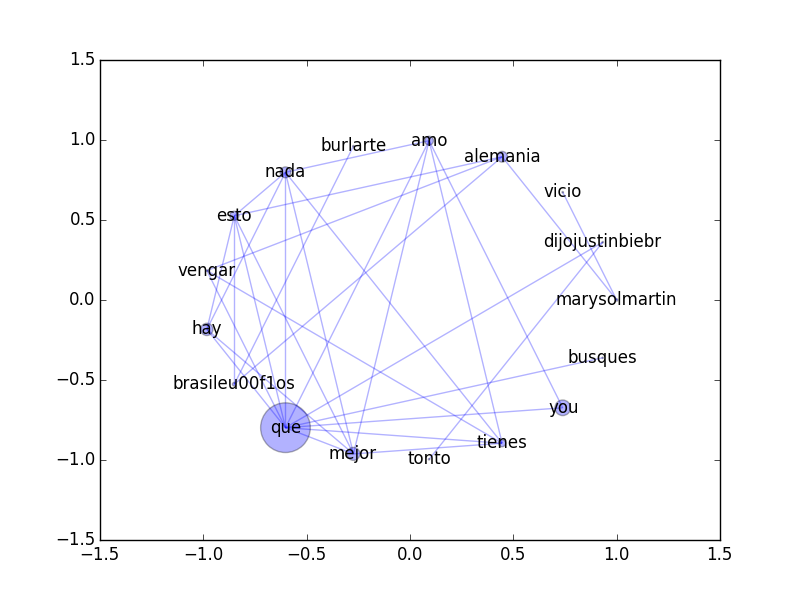 1.5
amo
burlarte
alemania
1.0
nada
vicio
esto
0.5
dijojustinbiebr
vengar
0.0
marysolmartin
hay
busques
brasileu00f1os
−0.5
you
que
tienes
mejor
tonto
−1.0
−1.5
−1.5 −1.0 −0.5 0.0 0.5 1.0 1.5